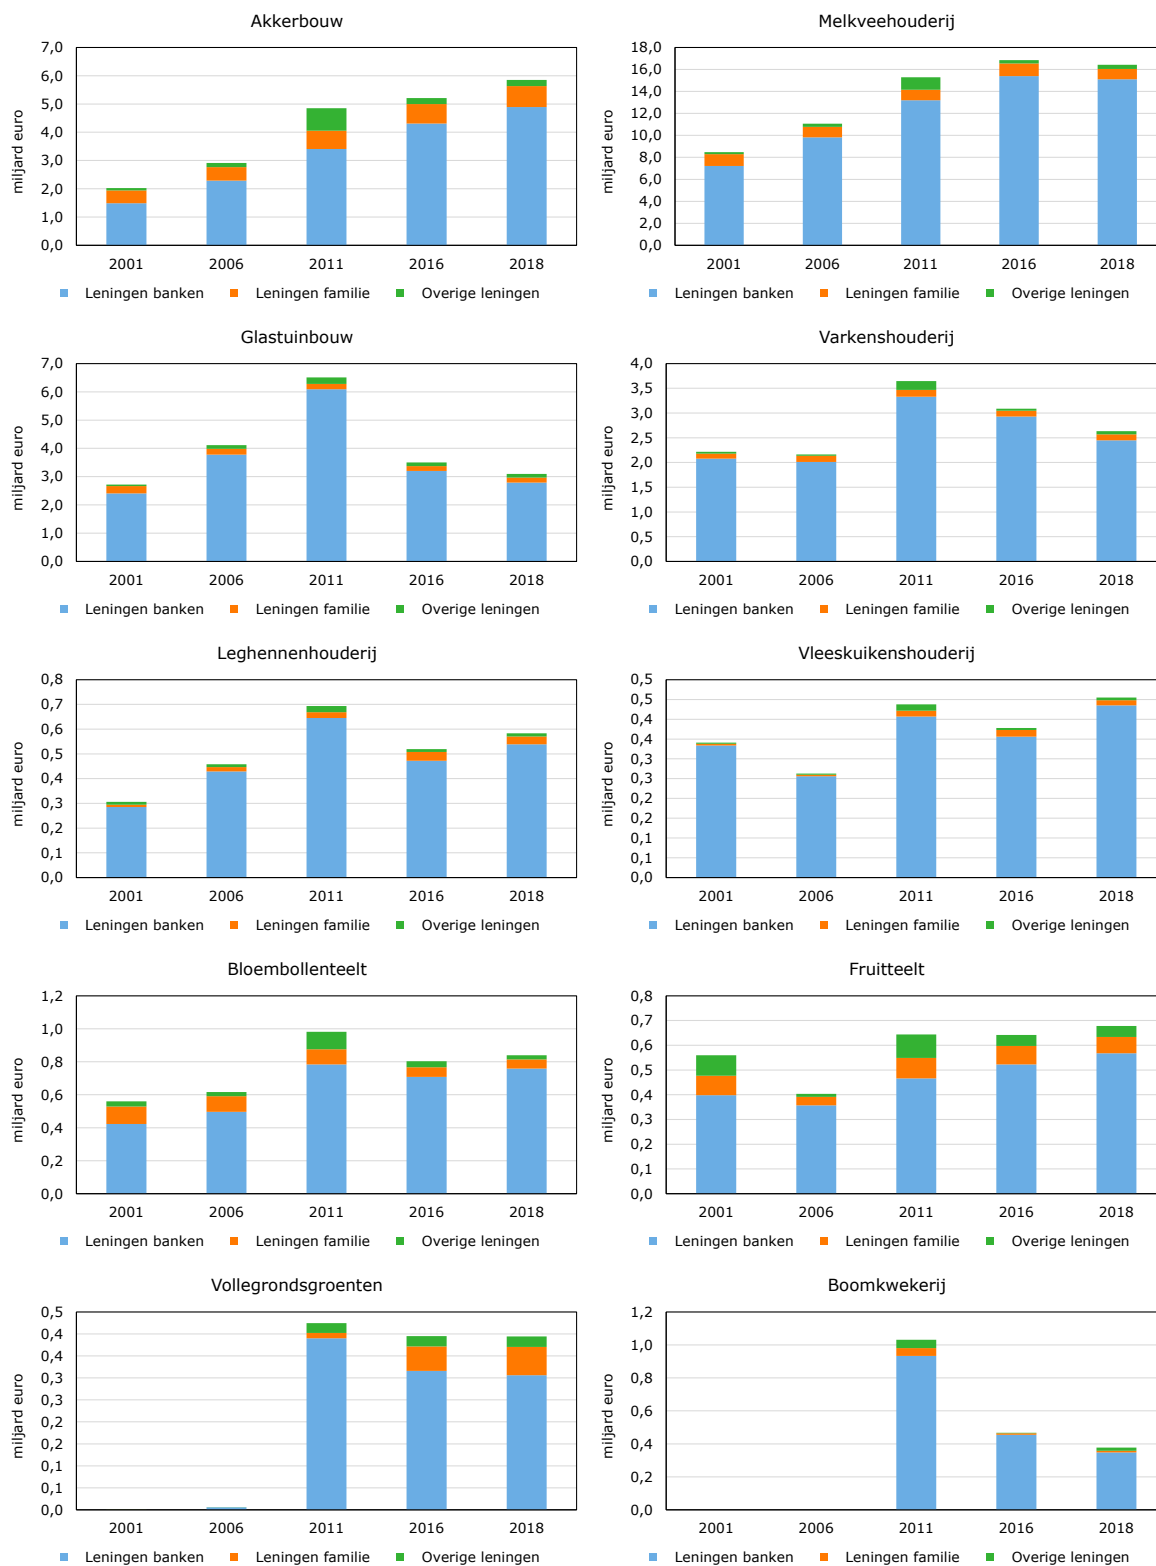 Akkerbouw
7,0
6,0
5,0
4,0
3,0
2,0
1,0
0,0
miljard euro
2001 2006 2011 2016 2018
Leningen banken Leningen familie Overige leningen
Melkveehouderij
18,0
16,0
14,0
12,0
10,0
8,0
6,0
4,0
2,0
0,0
miljard euro
2001 2006 2011 2016 2018
Leningen banken Leningen familie Overige leningen
Glastuinbouw
7,0
6,0
5,0
4,0
3,0
2,0
1,0
0,0
miljard euro
2001 2006 2011 2016 2018
Leningen banken Leningen familie Overige leningen
Varkenshouderij
4,0
3,5
3,0
2,5
2,0
1,5
1,0
0,5
0,0
miljard euro
2001 2006 2011 2016 2018
Leningen banken Leningen familie Overige leningen
Leghennenhouderij
0,8
0,7
0,6
0,5
0,4
0,3
0,2
0,1
0,0
miljard euro
2001 2006 2011 2016 2018
Leningen banken Leningen familie Overige leningen
Vleeskuikenshouderij
0,5
0,5
0,4
0,4
0,3
0,3
0,2
0,2
0,1
0,1
0,0
miljard euro
2001 2006 2011 2016 2018
Leningen banken Leningen familie Overige leningen
Bloembollenteelt
1,2
1,0
0,8
0,6
0,4
0,2
0,0
miljard euro
2001 2006 2011 2016 2018
Leningen banken Leningen familie Overige leningen
Fruitteelt
0,8
0,7
0,6
0,5
0,4
0,3
0,2
0,1
0,0
miljard euro
2001 2006 2011 2016 2018
Leningen banken Leningen familie Overige leningen
Vollegrondsgroenten
0,5
0,4
0,4
0,3
0,3
0,2
0,2
0,1
0,1
0,0
miljard euro
2001 2006 2011 2016 2018
Leningen banken Leningen familie Overige leningen
Boomkwekerij
1,2
1,0
0,8
0,6
0,4
0,2
0,0
miljard euro
2001 2006 2011 2016 2018
Leningen banken Leningen familie Overige leningen